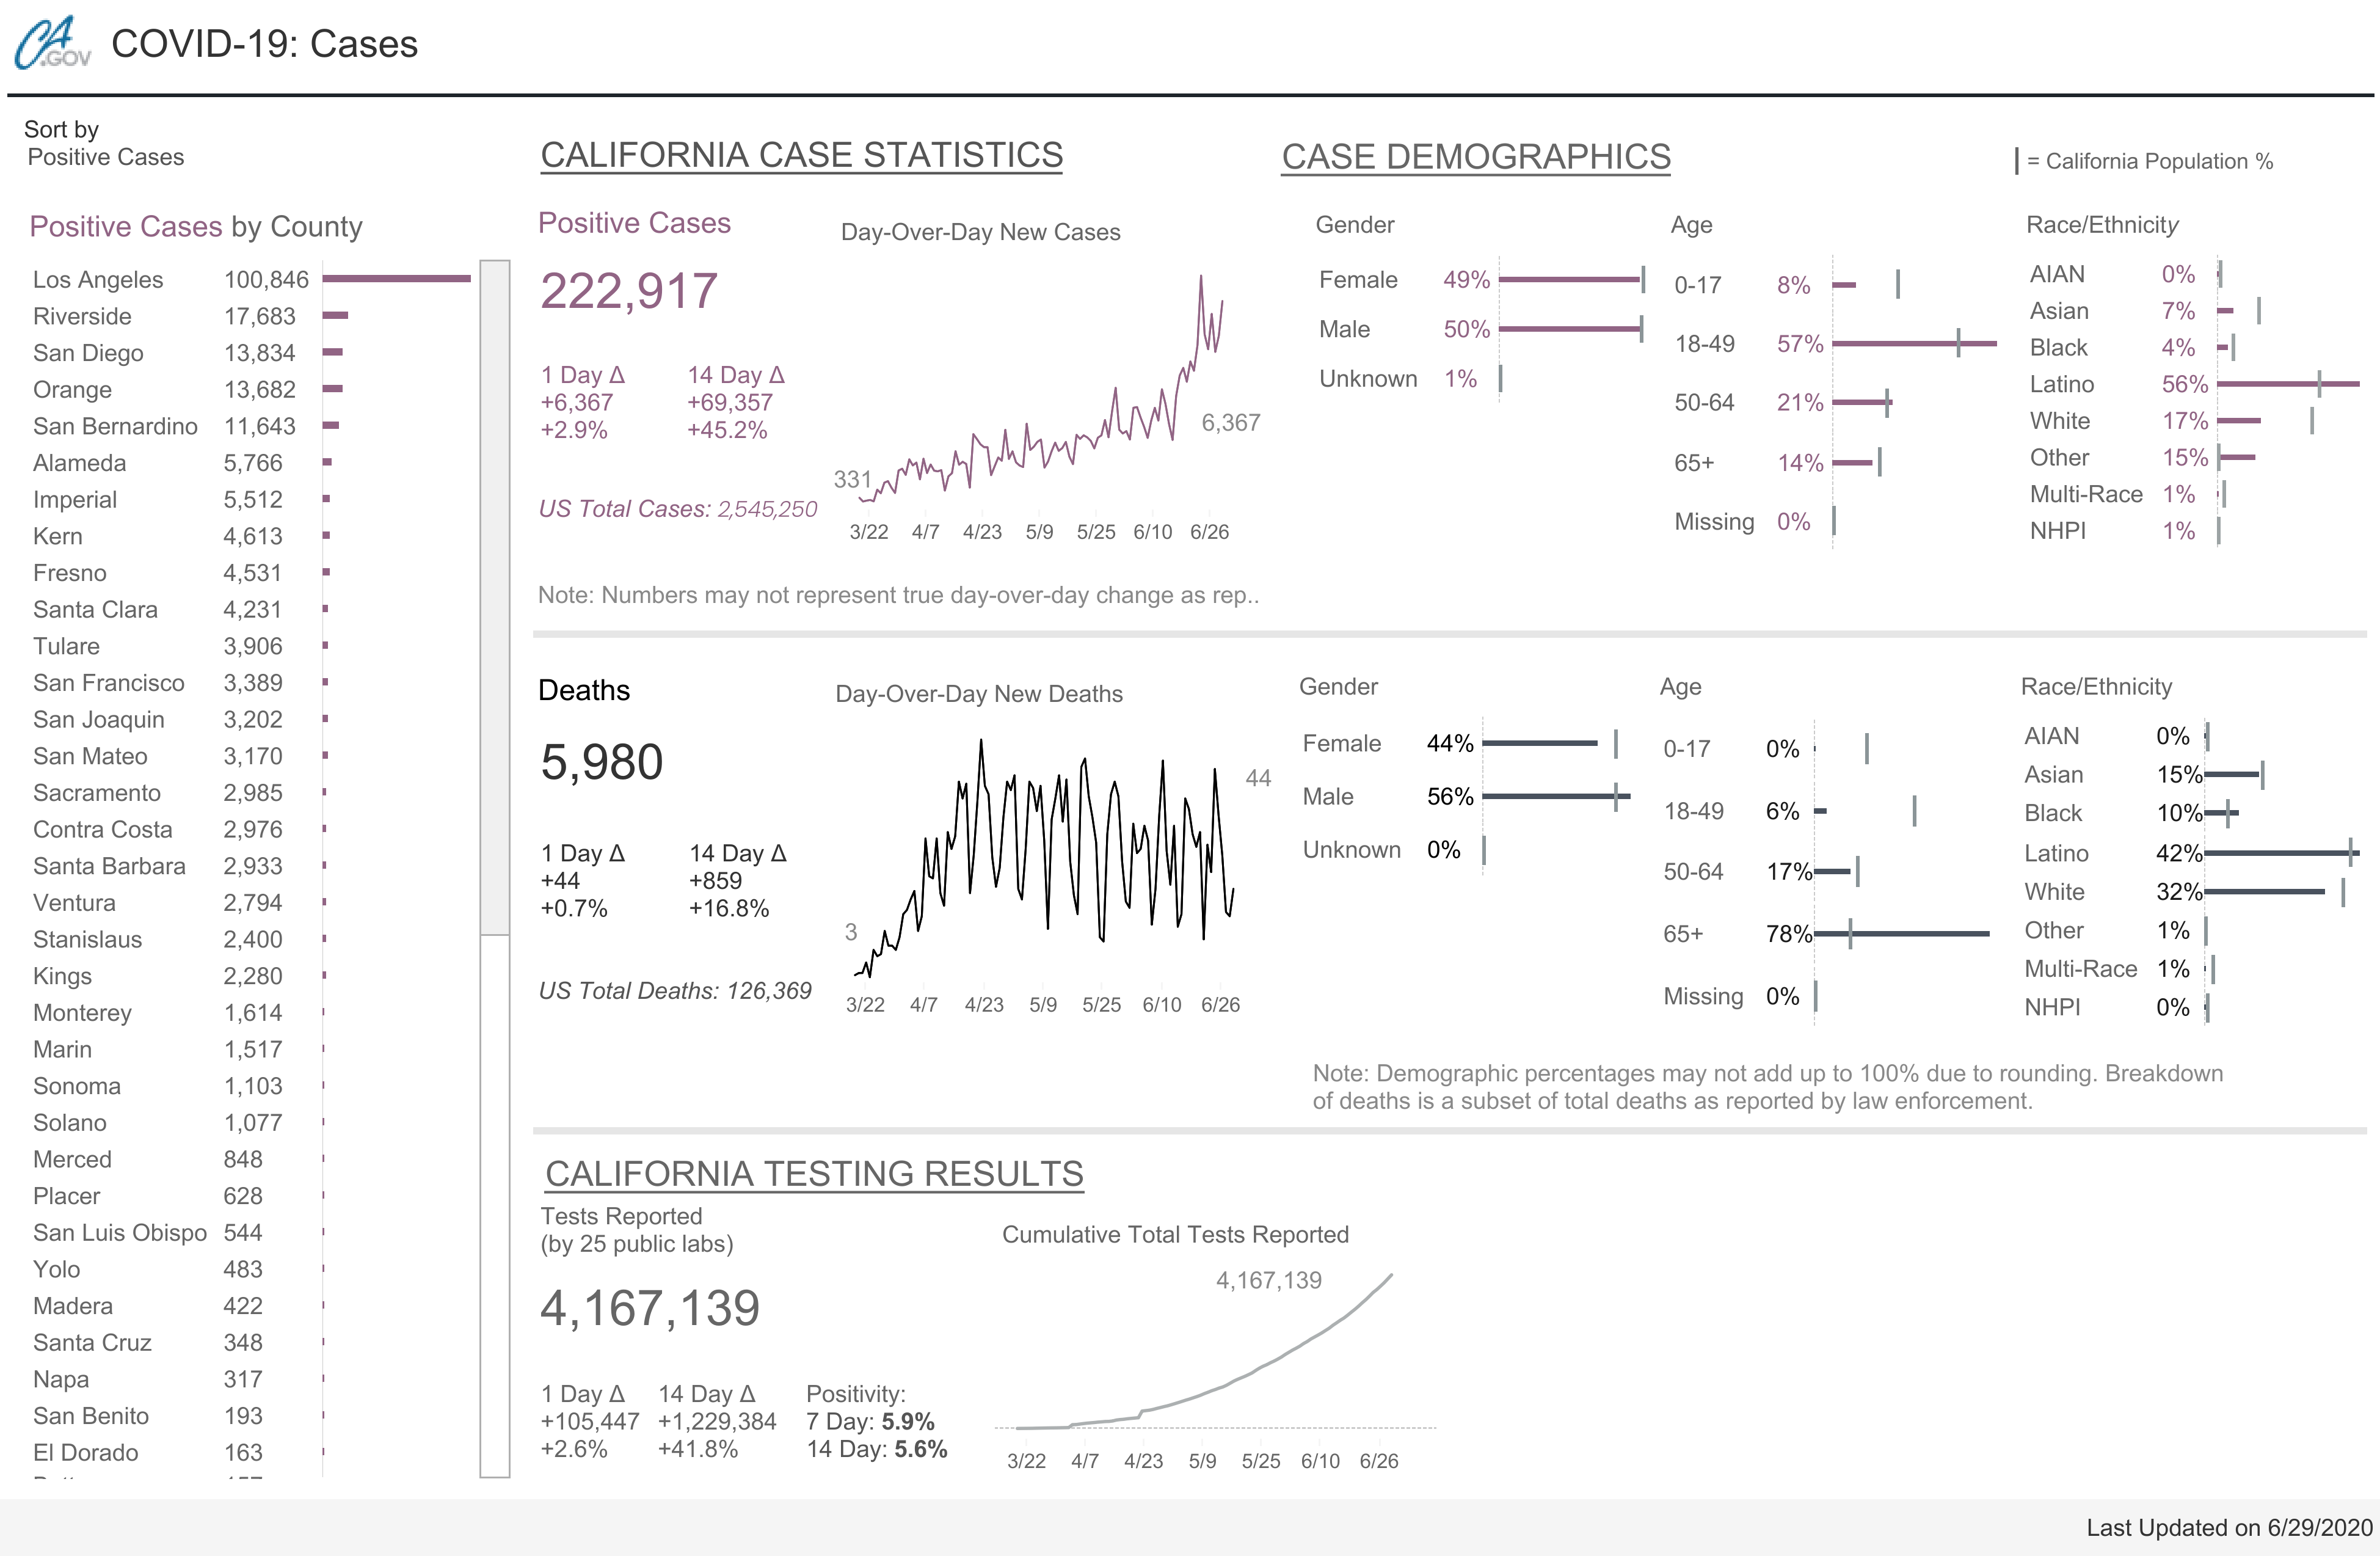 CA
.GOV
COVID-19: Cases
Sort by
Positive Cases
Positive Cases by County
Los Angeles 100,846
Riverside 17,683
San Diego 13,834
Orange 13,682
San Bernardino 11,643
Alameda 5,766
Imperial 5,512
Kern 4,613
Fresno 4,531
Santa Clara 4,231
Tulare 3,906
San Francisco 3,389
San Joaquin 3,202
San Mateo 3,170
Sacramento 2,985
Contra Costa 2,976
Santa Barbara 2,933
Ventura 2,794
Stanislaus 2,400
Kings 2,280
Monterey 1,614
Marin 1,517
Sonoma 1,103
Solano 1,077
Merced 848
Placer 628
San Luis Obispo 544
Yolo 483
Madera 422
Santa Cruz 348
Napa 317
San Benito 193
El Dorado 163
CALIFORNIA CASE STATISTICS
Positive Cases
222,917
1 Day Δ 14 Day Δ
+6,367 +69,357
+2.9% +45.2%
US Total Cases: 2,545,250
Day-Over-Day New Cases
6,367
331
3/22 4/7 4/23 5/9 5/25 6/10 6/26
Note: Numbers may not represent true day-over-day change as rep..
CASE DEMOGRAPHICS
| = California Population %
Gender
Female 49%
Male 50%
Unknown 1%
Age
0-17 8%
18-49 57%
50-64 21%
65+ 14%
Missing 0%
Race/Ethnicity
AIAN 0%
Asian 7%
Black 4%
Latino 56%
White 17%
Other 15%
Multi-Race 1%
NHPI 1%
Deaths
5,980
1 Day Δ 14 Day Δ
+44 +859
+0.7% +16.8%
US Total Deaths: 126,369
Day-Over-Day New Deaths
44
3
3/22 4/7 4/23 5/9 5/25 6/10 6/26
Gender
Female 44%
Male 56%
Unknown 0%
Age
0-17 0%
18-49 6%
50-64 17%
65+ 78%
Missing 0%
Race/Ethnicity
AIAN 0%
Asian 15%
Black 10%
Latino 42%
White 32%
Other 1%
Multi-Race 1%
NHPI 0%
Note: Demographic percentages may not add up to 100% due to rounding. Breakdown
of deaths is a subset of total deaths as reported by law enforcement.
CALIFORNIA TESTING RESULTS
Tests Reported
(by 25 public labs)
4,167,139
1 Day Δ 14 Day Δ Positivity:
+105,447 +1,229,384 7 Day: 5.9%
+2.6% +41.8% 14 Day: 5.6%
Cumulative Total Tests Reported
4,167,139
3/22 4/7 4/23 5/9 5/25 6/10 6/26
Last Updated on 6/29/2020